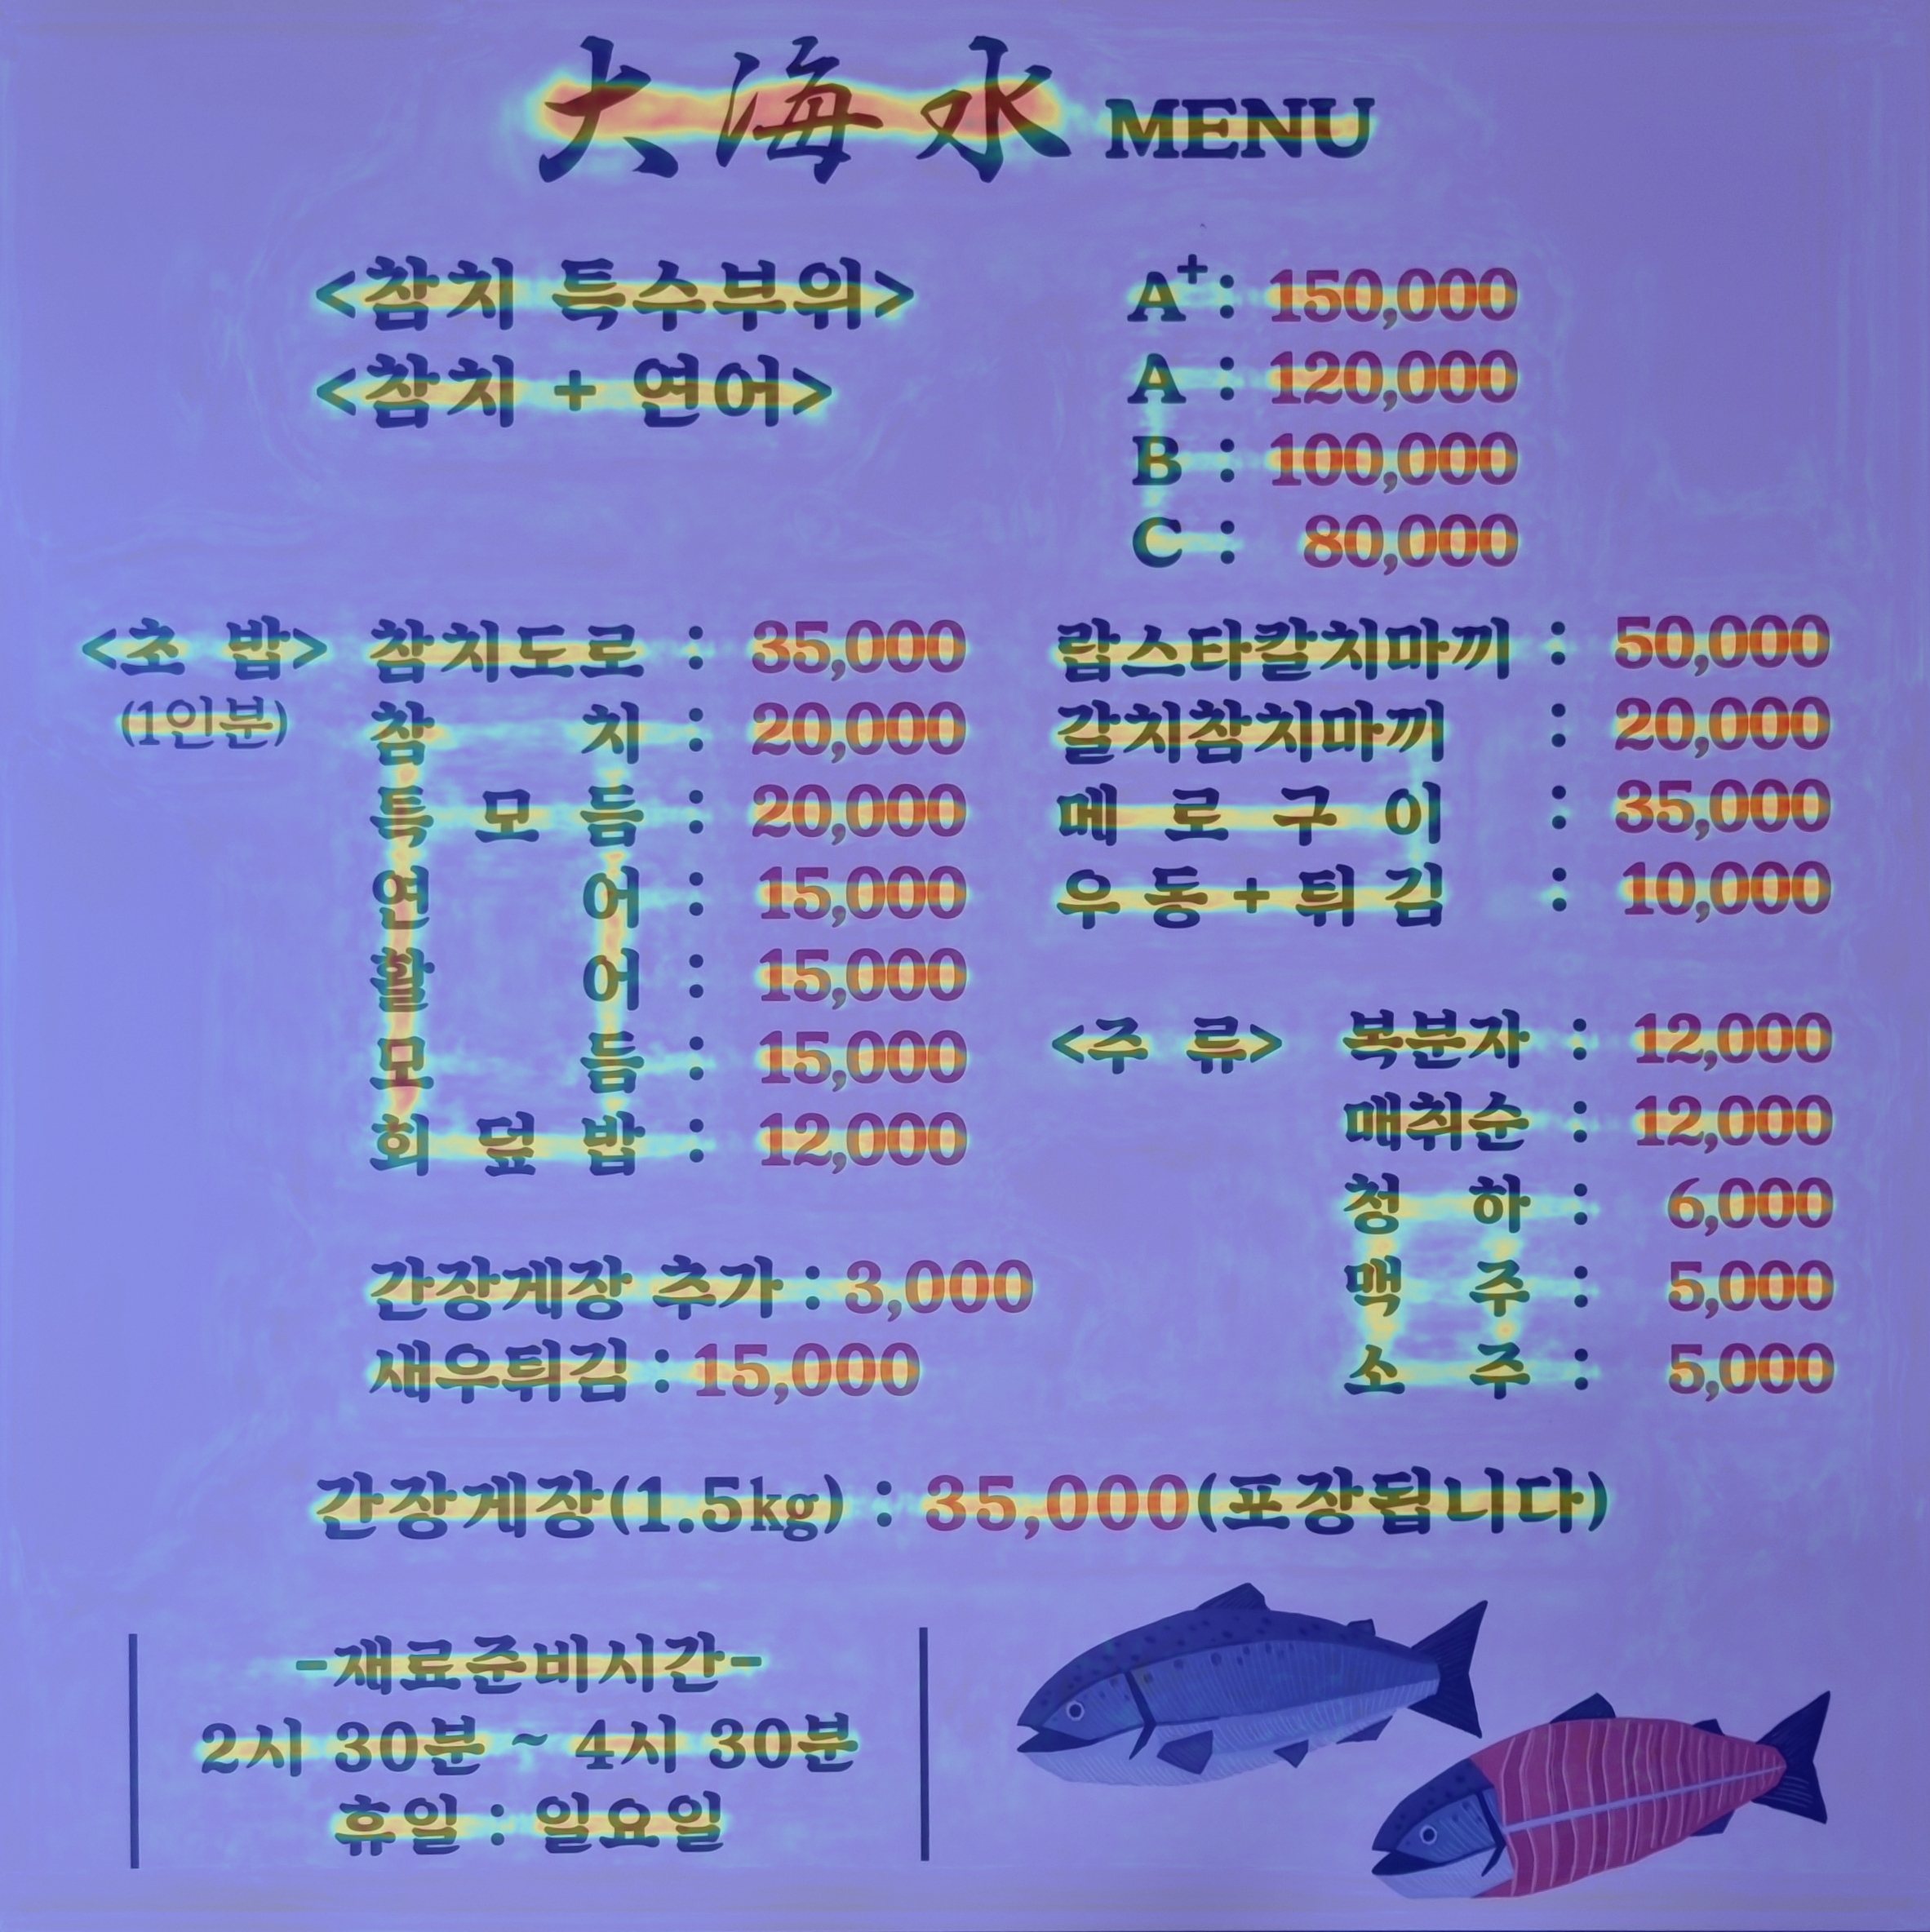 大海水 MENU
<참치 특수부위>
<참치 + 연어>
A+ : 150,000
A : 120,000
B : 100,000
C : 80,000
<초 밥>
(1인분)
참치도로 : 35,000
참 치 : 20,000
특 모 듬 : 20,000
연 어 : 15,000
활 어 : 15,000
모 듬 : 15,000
회 덮 밥 : 12,000
간장게장 추가 : 3,000
새우튀김 : 15,000
랍스타칼치마끼 : 50,000
갈치참치마끼 : 20,000
메 로 구 이 : 35,000
우 동 + 튀 김 : 10,000
<주 류>
복분자 : 12,000
매취순 : 12,000
청 하 : 6,000
맥 주 : 5,000
소 주 : 5,000
간장게장(1.5kg) : 35,000(포장됩니다)
-재료준비시간-
2시 30분 ~ 4시 30분
휴일 : 일요일